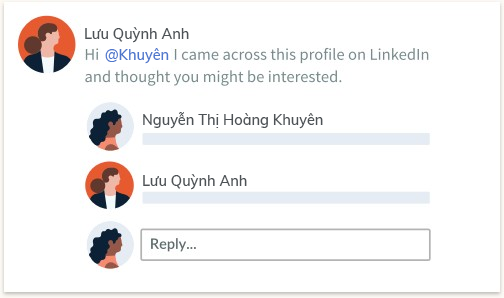 Lưu Quỳnh Anh
Hi @Khuyên I came across this profile on LinkedIn
and thought you might be interested.
Nguyễn Thị Hoàng Khuyên
Lưu Quỳnh Anh
Reply...